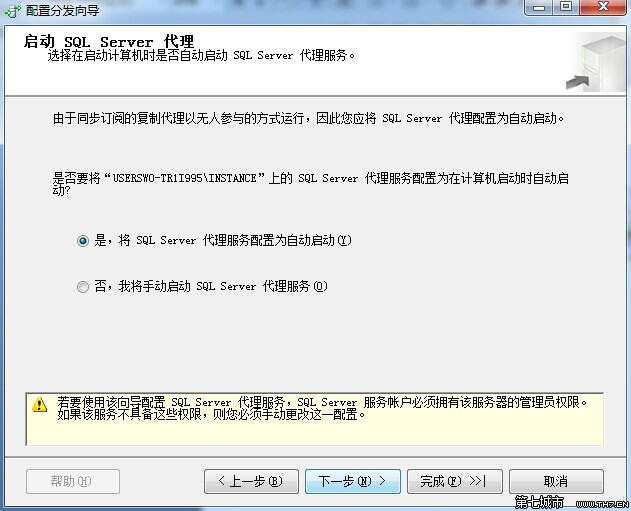 配置分发向导
启动 SQL Server 代理
选择在启动计算机时是否自动启动 SQL Server 代理服务。
由于同步订阅的复制代理以无人参与的方式运行，因此您应将 SQL Server 代理配置为自动启动。
是否要将“USERSWO-TR1I995\INSTANCE”上的 SQL Server 代理服务配置为在计算机启动时自动启
动?
是，将 SQL Server 代理服务配置为自动启动(Y)
否，我将手动启动 SQL Server 代理服务(O)
若要使用该向导配置 SQL Server 代理服务，SQL Server 服务帐户必须拥有该服务器的管理员权限。
如果该服务不具备这些权限，则您必须手动更改这一配置。
帮助(H)
< 上一步(B)
下一步(N) >
完成(F) >>|
取消
第七城市 WWW.TH7.CN